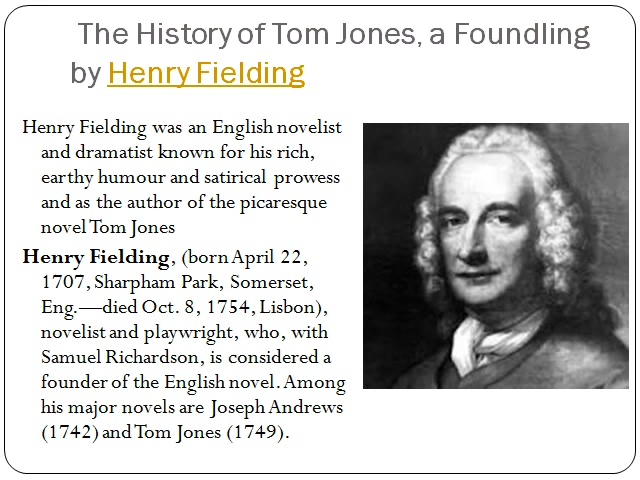 The History of Tom Jones, a Foundling
by Henry Fielding
Henry Fielding was an English novelist
and dramatist known for his rich,
earthy humour and satirical prowess
and as the author of the picaresque
novel Tom Jones
Henry Fielding, (born April 22,
1707, Sharpham Park, Somerset,
Eng.—died Oct. 8, 1754, Lisbon),
novelist and playwright, who, with
Samuel Richardson, is considered a
founder of the English novel. Among
his major novels are Joseph Andrews
(1742) and Tom Jones (1749).